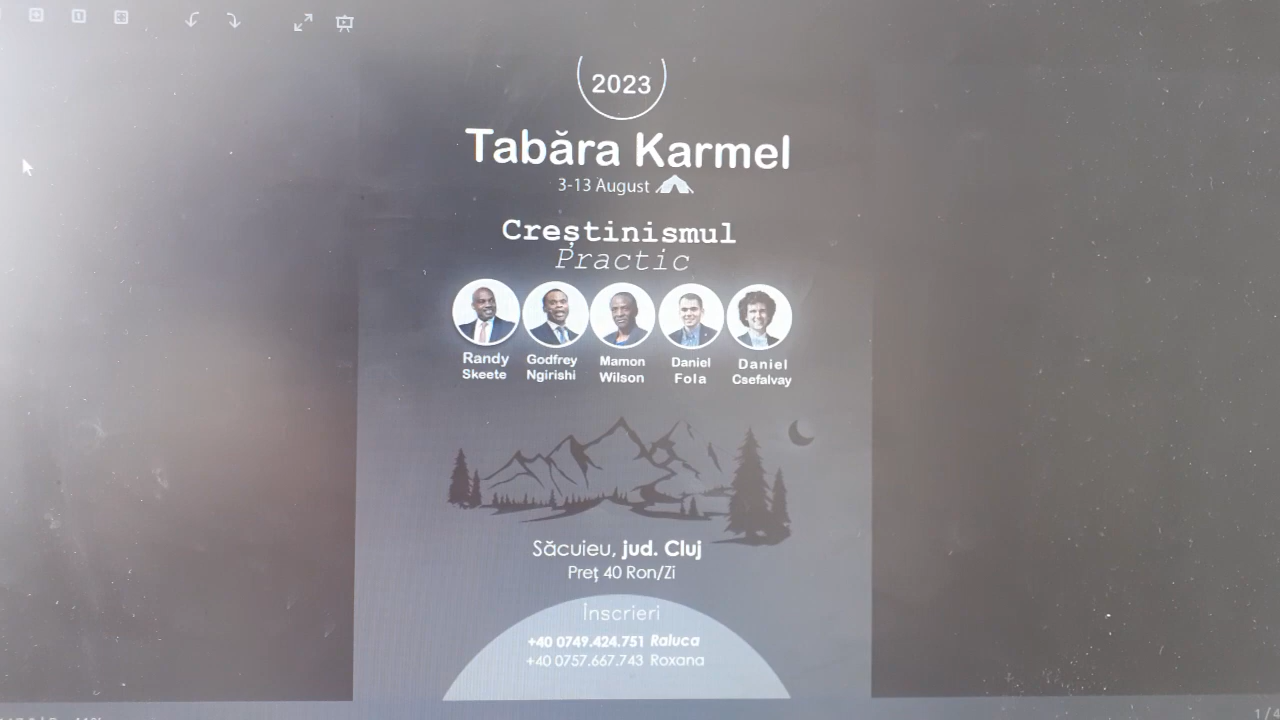 2023
Tabăra Karmel
3-13 August
Creștinismul
Practic
Randy Skeete
Godfrey Ngirishi
Mamon Wilson
Daniel Fola
Daniel Csefalvay
Săcuieu, jud. Cluj
Preț 40 Ron/Zi
Înscrieri
+40 0749.424.751 Raluca
+40 0757.667.743 Roxana